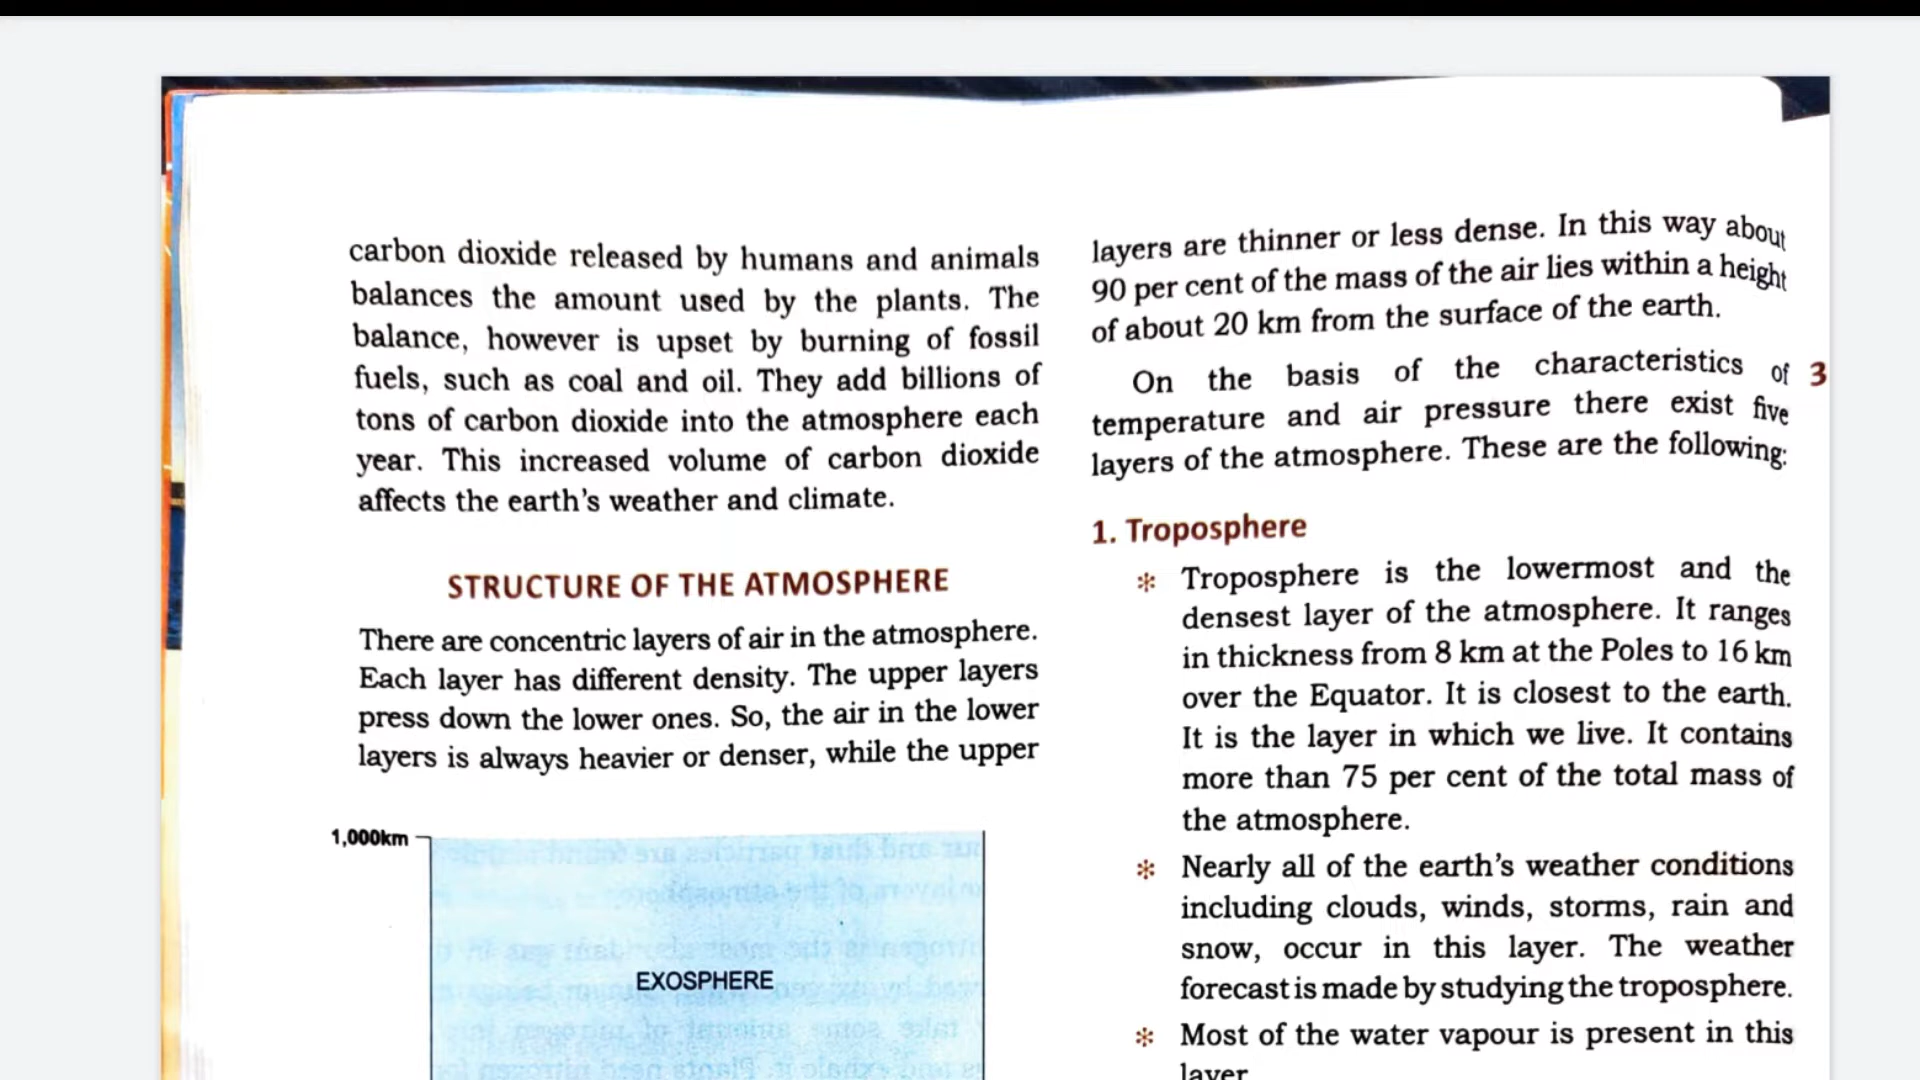 carbon dioxide released by humans and animals
balances the amount used by the plants. The
balance, however is upset by burning of fossil
fuels, such as coal and oil. They add billions of
tons of carbon dioxide into the atmosphere each
year. This increased volume of carbon dioxide
affects the earth's weather and climate.
STRUCTURE OF THE ATMOSPHERE
There are concentric layers of air in the atmosphere.
Each layer has different density. The upper layers
press down the lower ones. So, the air in the lower
layers is always heavier or denser, while the upper
1,000km
EXOSPHERE
layers are thinner or less dense. In this way about
90 per cent of the mass of the air lies within a height
of about 20 km from the surface of the earth.
On the basis of the characteristics of
temperature and air pressure there exist five
layers of the atmosphere. These are the following:
3
1. Troposphere
* Troposphere is the lowermost and the
densest layer of the atmosphere. It ranges
in thickness from 8 km at the Poles to 16 km
over the Equator. It is closest to the earth.
It is the layer in which we live. It contains
more than 75 per cent of the total mass of
the atmosphere.
* Nearly all of the earth's weather conditions
including clouds, winds, storms, rain and
snow, occur in this layer. The weather
forecast is made by studying the troposphere.
* Most of the water vapour is present in this
layer